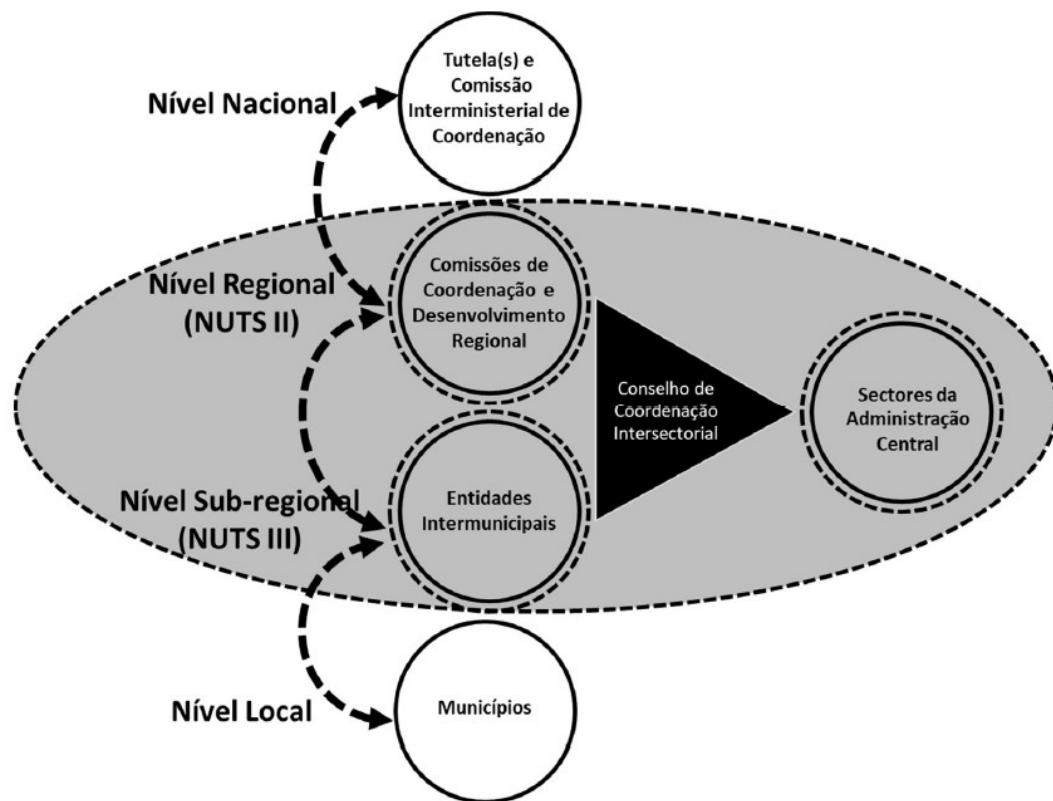 Tutela(s) e
Comissão
Interministerial de
Coordenação
Nível Nacional
Nível Regional
(NUTS II)
Comissões de
Coordenação e
Desenvolvimento
Regional
Conselho de
Coordenação
Intersectorial
Sectores da
Administração
Central
Nível Sub-regional
(NUTS III)
Entidades
Intermunicipais
Nível Local
Municípios